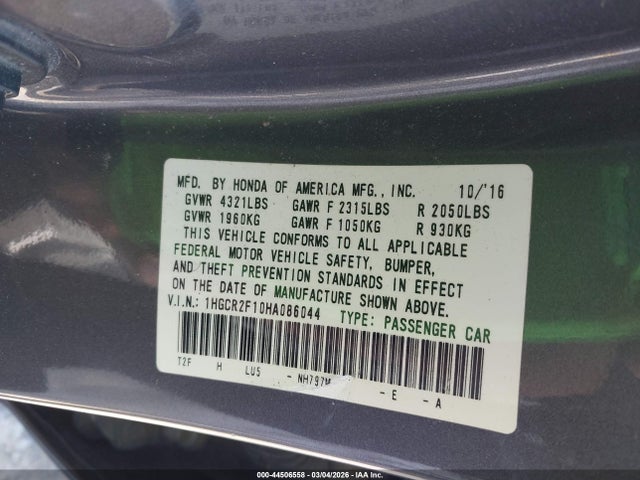 MFD. BY HONDA OF AMERICA MFG., INC. 10/'16
GVWR 4321LBS GAWR F 2315LBS R 2050LBS
GVWR 1960KG GAWR F 1050KG R 930KG
THIS VEHICLE CONFORMS TO ALL APPLICABLE
FEDERAL MOTOR VEHICLE SAFETY, BUMPER,
AND THEFT PREVENTION STANDARDS IN EFFECT
ON THE DATE OF MANUFACTURE SHOWN ABOVE.
V.I.N.: 1HGCR2F10HA086044 TYPE: PASSENGER CAR
T2F H LU5 - NH797M - E - A
000-44506558 - 03/04/2026 - IAAI CORPORATE